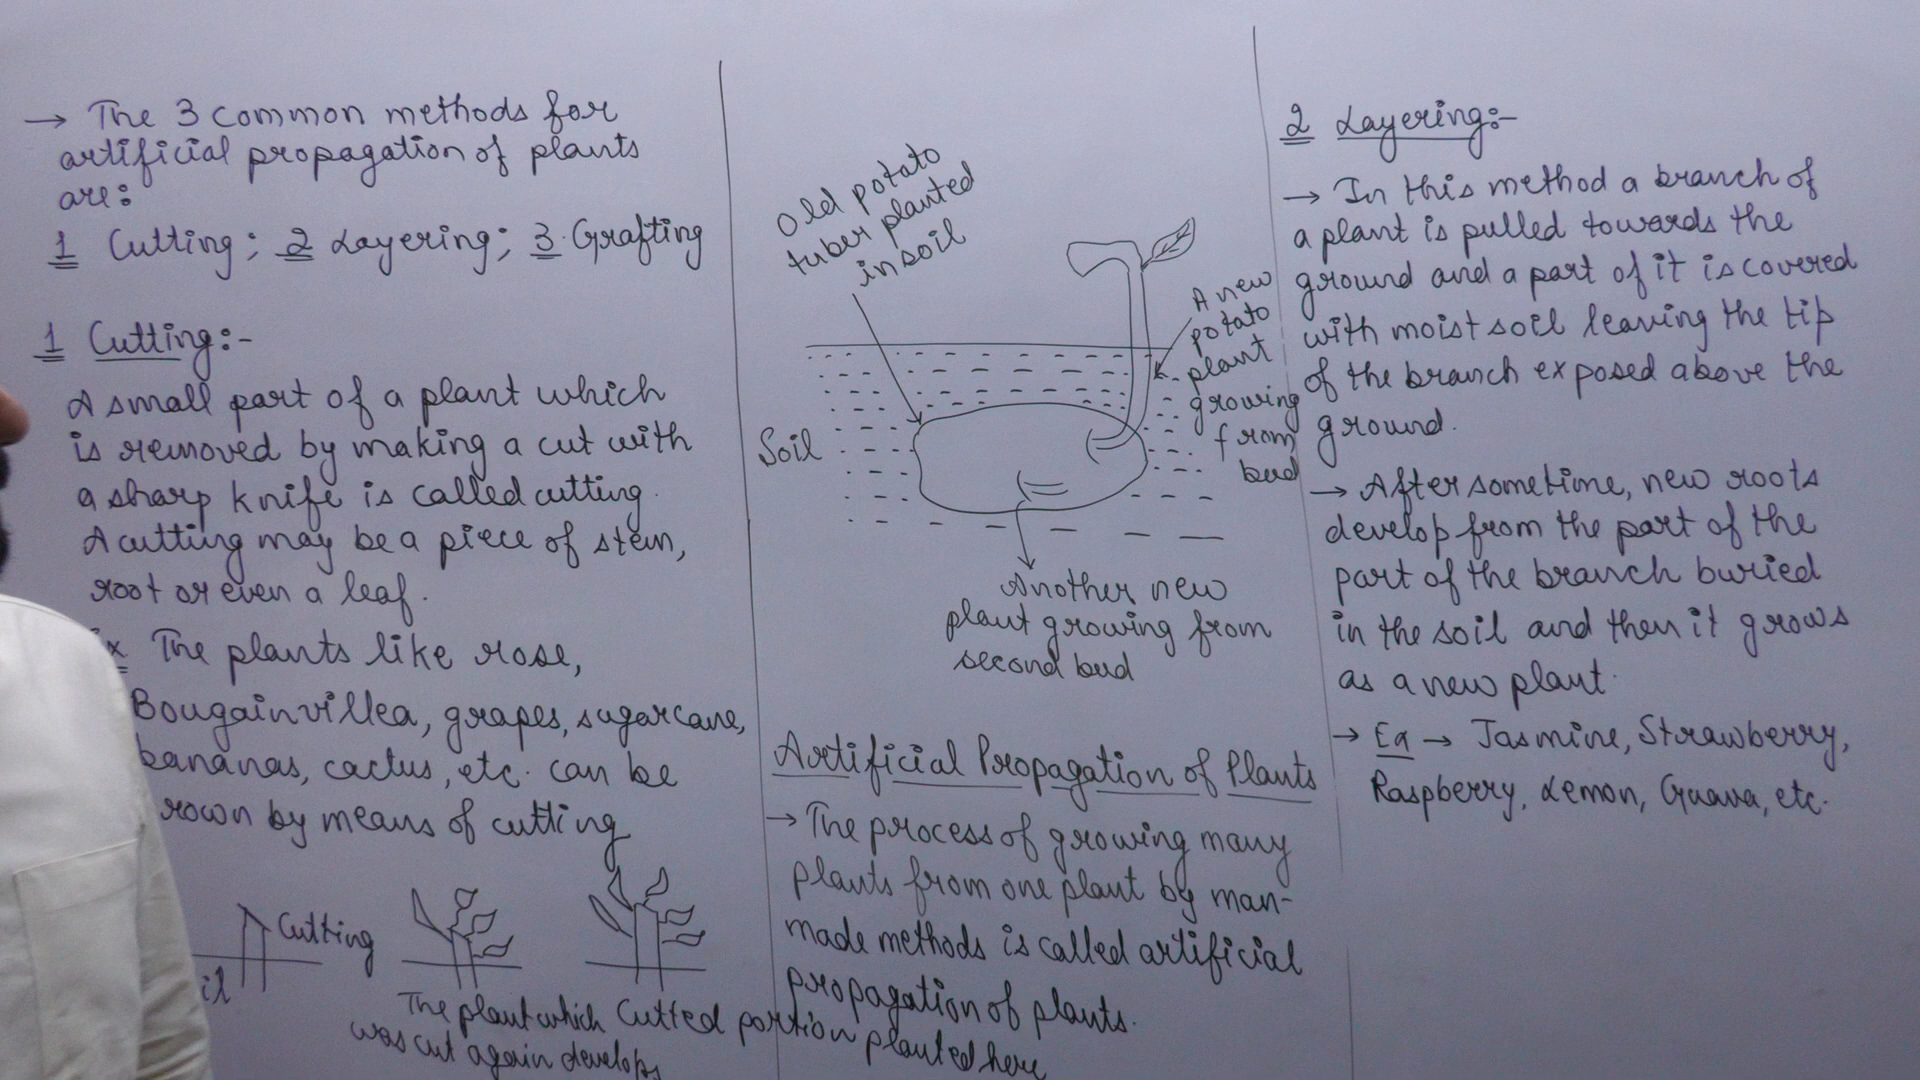 → The 3 common methods for
artificial propagation of plants
are:
1 Cutting; 2 Layering; 3. Grafting
1 Cutting:-
A small part of a plant which
is removed by making a cut with
a sharp knife is called cutting.
A cutting may be a piece of stem,
root or even a leaf.
The plants like rose,
Bougainvillea, grapes, sugarcane,
bananas, cactus, etc. can be
rown by means of cutting
Cutting
il
The plant which
was cut again develops
Cutted portion
planted here
Old potato
tuber planted
in soil
A new
potato
plant
growing
from
bud
Soil
Another new
plant growing from
second bud
Artificial Propagation of Plants
→ The process of growing many
plants from one plant by man-
made methods is called artificial
propagation of plants.
2 Layering:-
→ In this method a branch of
a plant is pulled towards the
ground and a part of it is covered
with moist soil leaving the tip
of the branch exposed above the
ground.
→ After sometime, new roots
develop from the part of the
part of the branch buried
in the soil and then it grows
as a new plant.
→ Eg → Jasmine, Strawberry,
Raspberry, Lemon, Guava, etc.